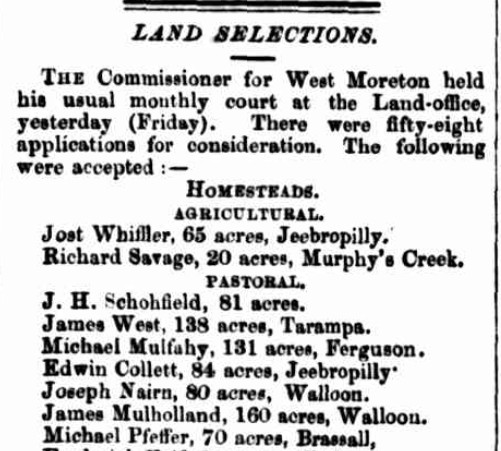 LAND SELECTIONS.
THE Commissioner for West Moreton held
his usual monthly court at the Land-office,
yesterday (Friday). There were fifty-eight
applications for consideration. The following
were accepted :—
HOMESTEADS.
AGRICULTURAL.
Jost Whiffler, 65 acres, Jeebropilly.
Richard Savage, 20 acres, Murphy's Creek.
PASTORAL.
J. H. Schohfield, 81 acres.
James West, 138 acres, Tarampa.
Michael Mulfahy, 131 acres, Ferguson.
Edwin Collett, 84 acres, Jeebropilly·
Joseph Nairn, 80 acres, Walloon.
James Mulholland, 160 acres, Walloon.
Michael Pfeffer, 70 acres, Brassall,